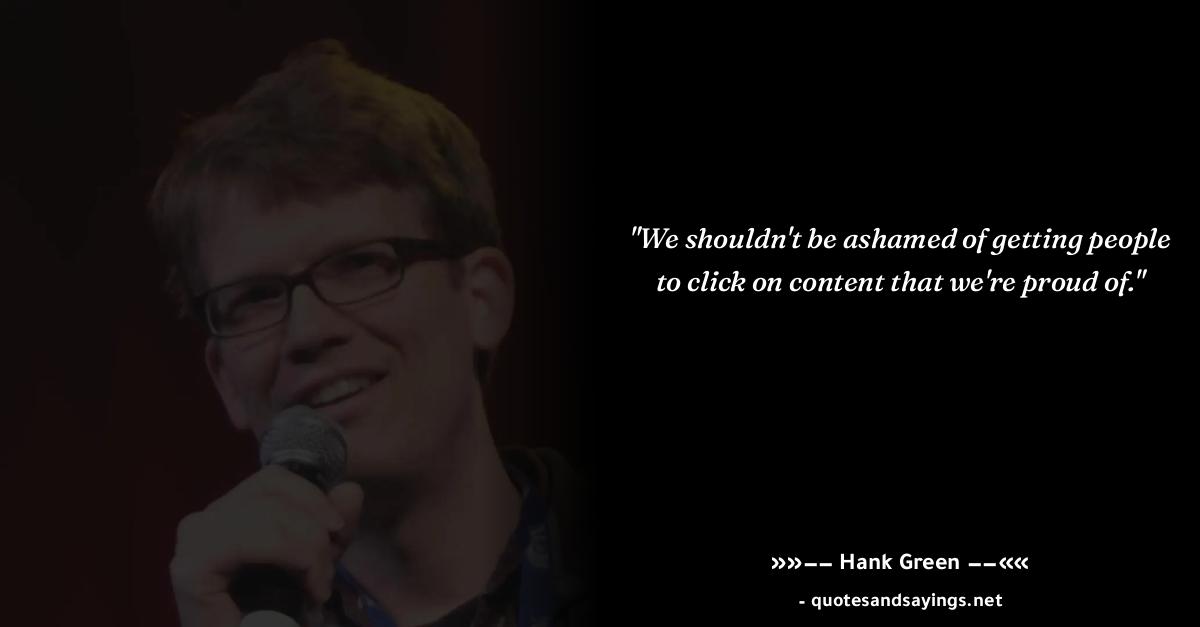 "We shouldn't be ashamed of getting people
to click on content that we're proud of."
»»−− Hank Green −−««
- quotesandsayings.net